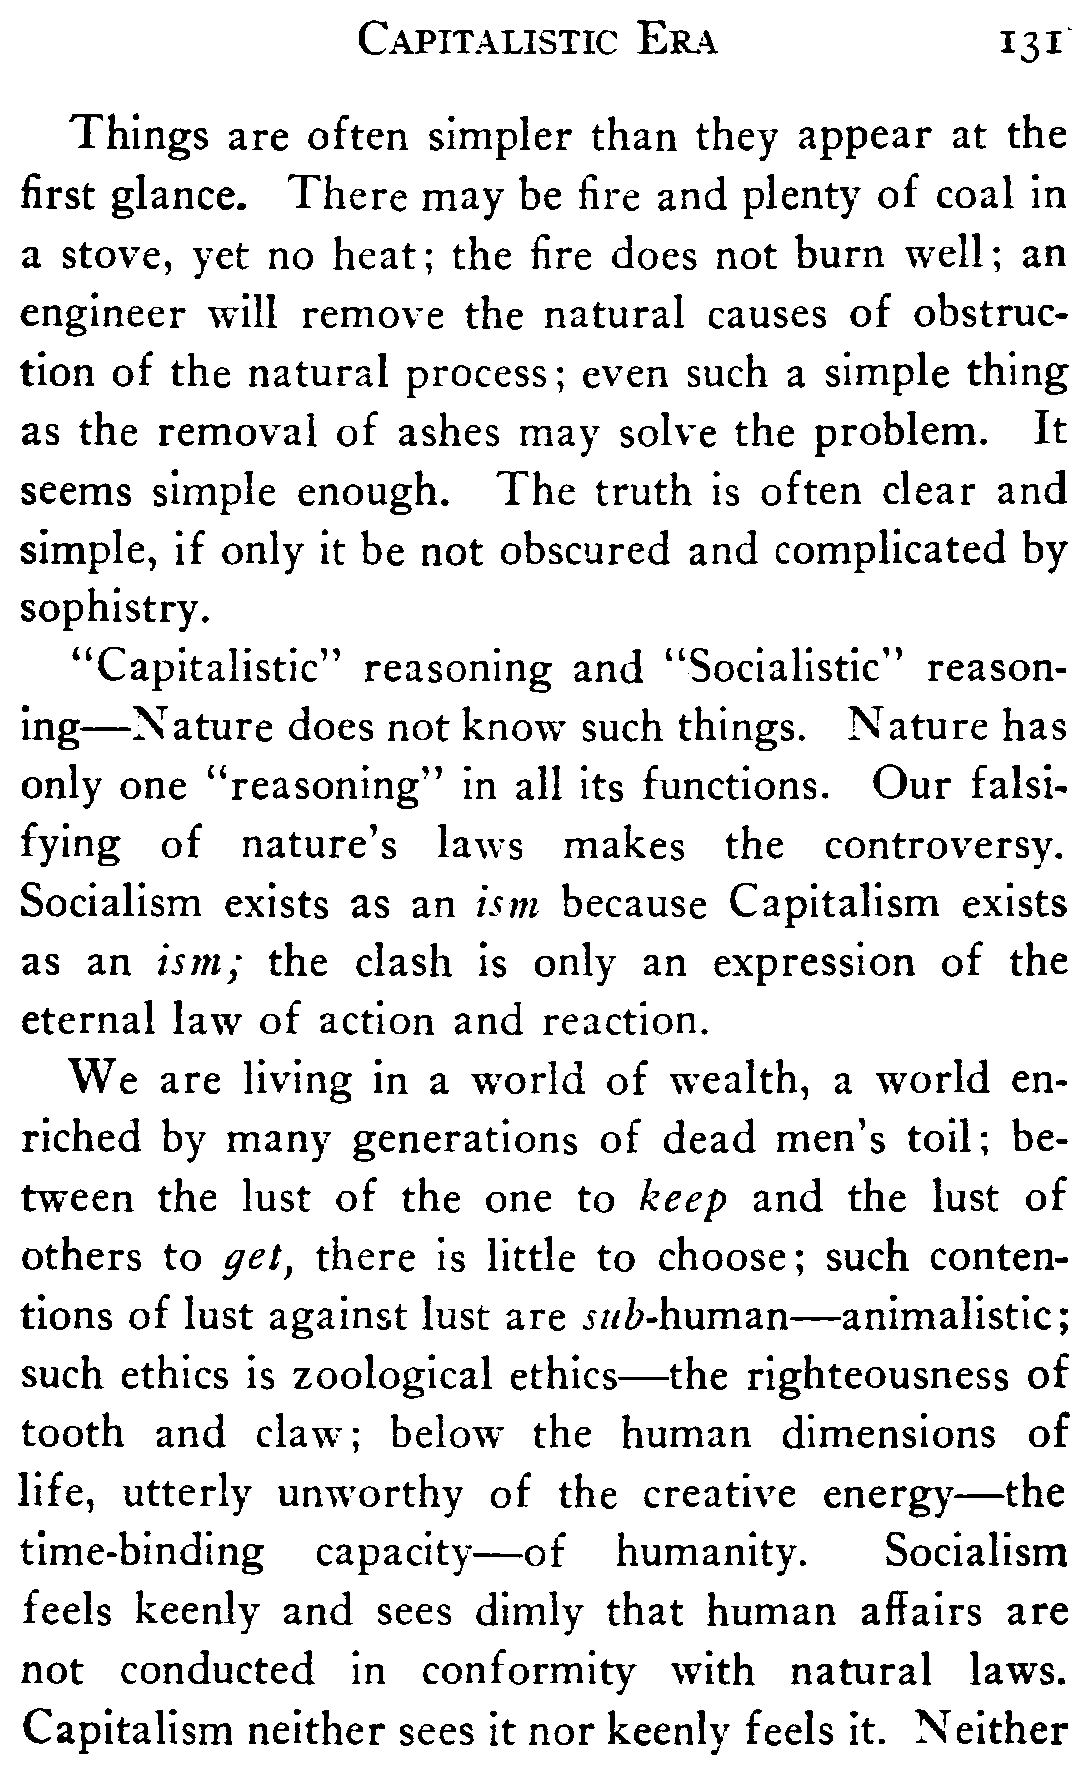 CAPITALISTIC ERA 131
Things are often simpler than they appear at the
first glance. There may be fire and plenty of coal in
a stove, yet no heat; the fire does not burn well; an
engineer will remove the natural causes of obstruc-
tion of the natural process; even such a simple thing
as the removal of ashes may solve the problem. It
seems simple enough. The truth is often clear and
simple, if only it be not obscured and complicated by
sophistry.
"Capitalistic" reasoning and "Socialistic" reason-
ing—Nature does not know such things. Nature has
only one "reasoning" in all its functions. Our falsi-
fying of nature's laws makes the controversy.
Socialism exists as an ism because Capitalism exists
as an ism; the clash is only an expression of the
eternal law of action and reaction.
We are living in a world of wealth, a world en-
riched by many generations of dead men's toil; be-
tween the lust of the one to keep and the lust of
others to get, there is little to choose; such conten-
tions of lust against lust are sub-human—animalistic;
such ethics is zoological ethics—the righteousness of
tooth and claw; below the human dimensions of
life, utterly unworthy of the creative energy—the
time-binding capacity—of humanity. Socialism
feels keenly and sees dimly that human affairs are
not conducted in conformity with natural laws.
Capitalism neither sees it nor keenly feels it. Neither